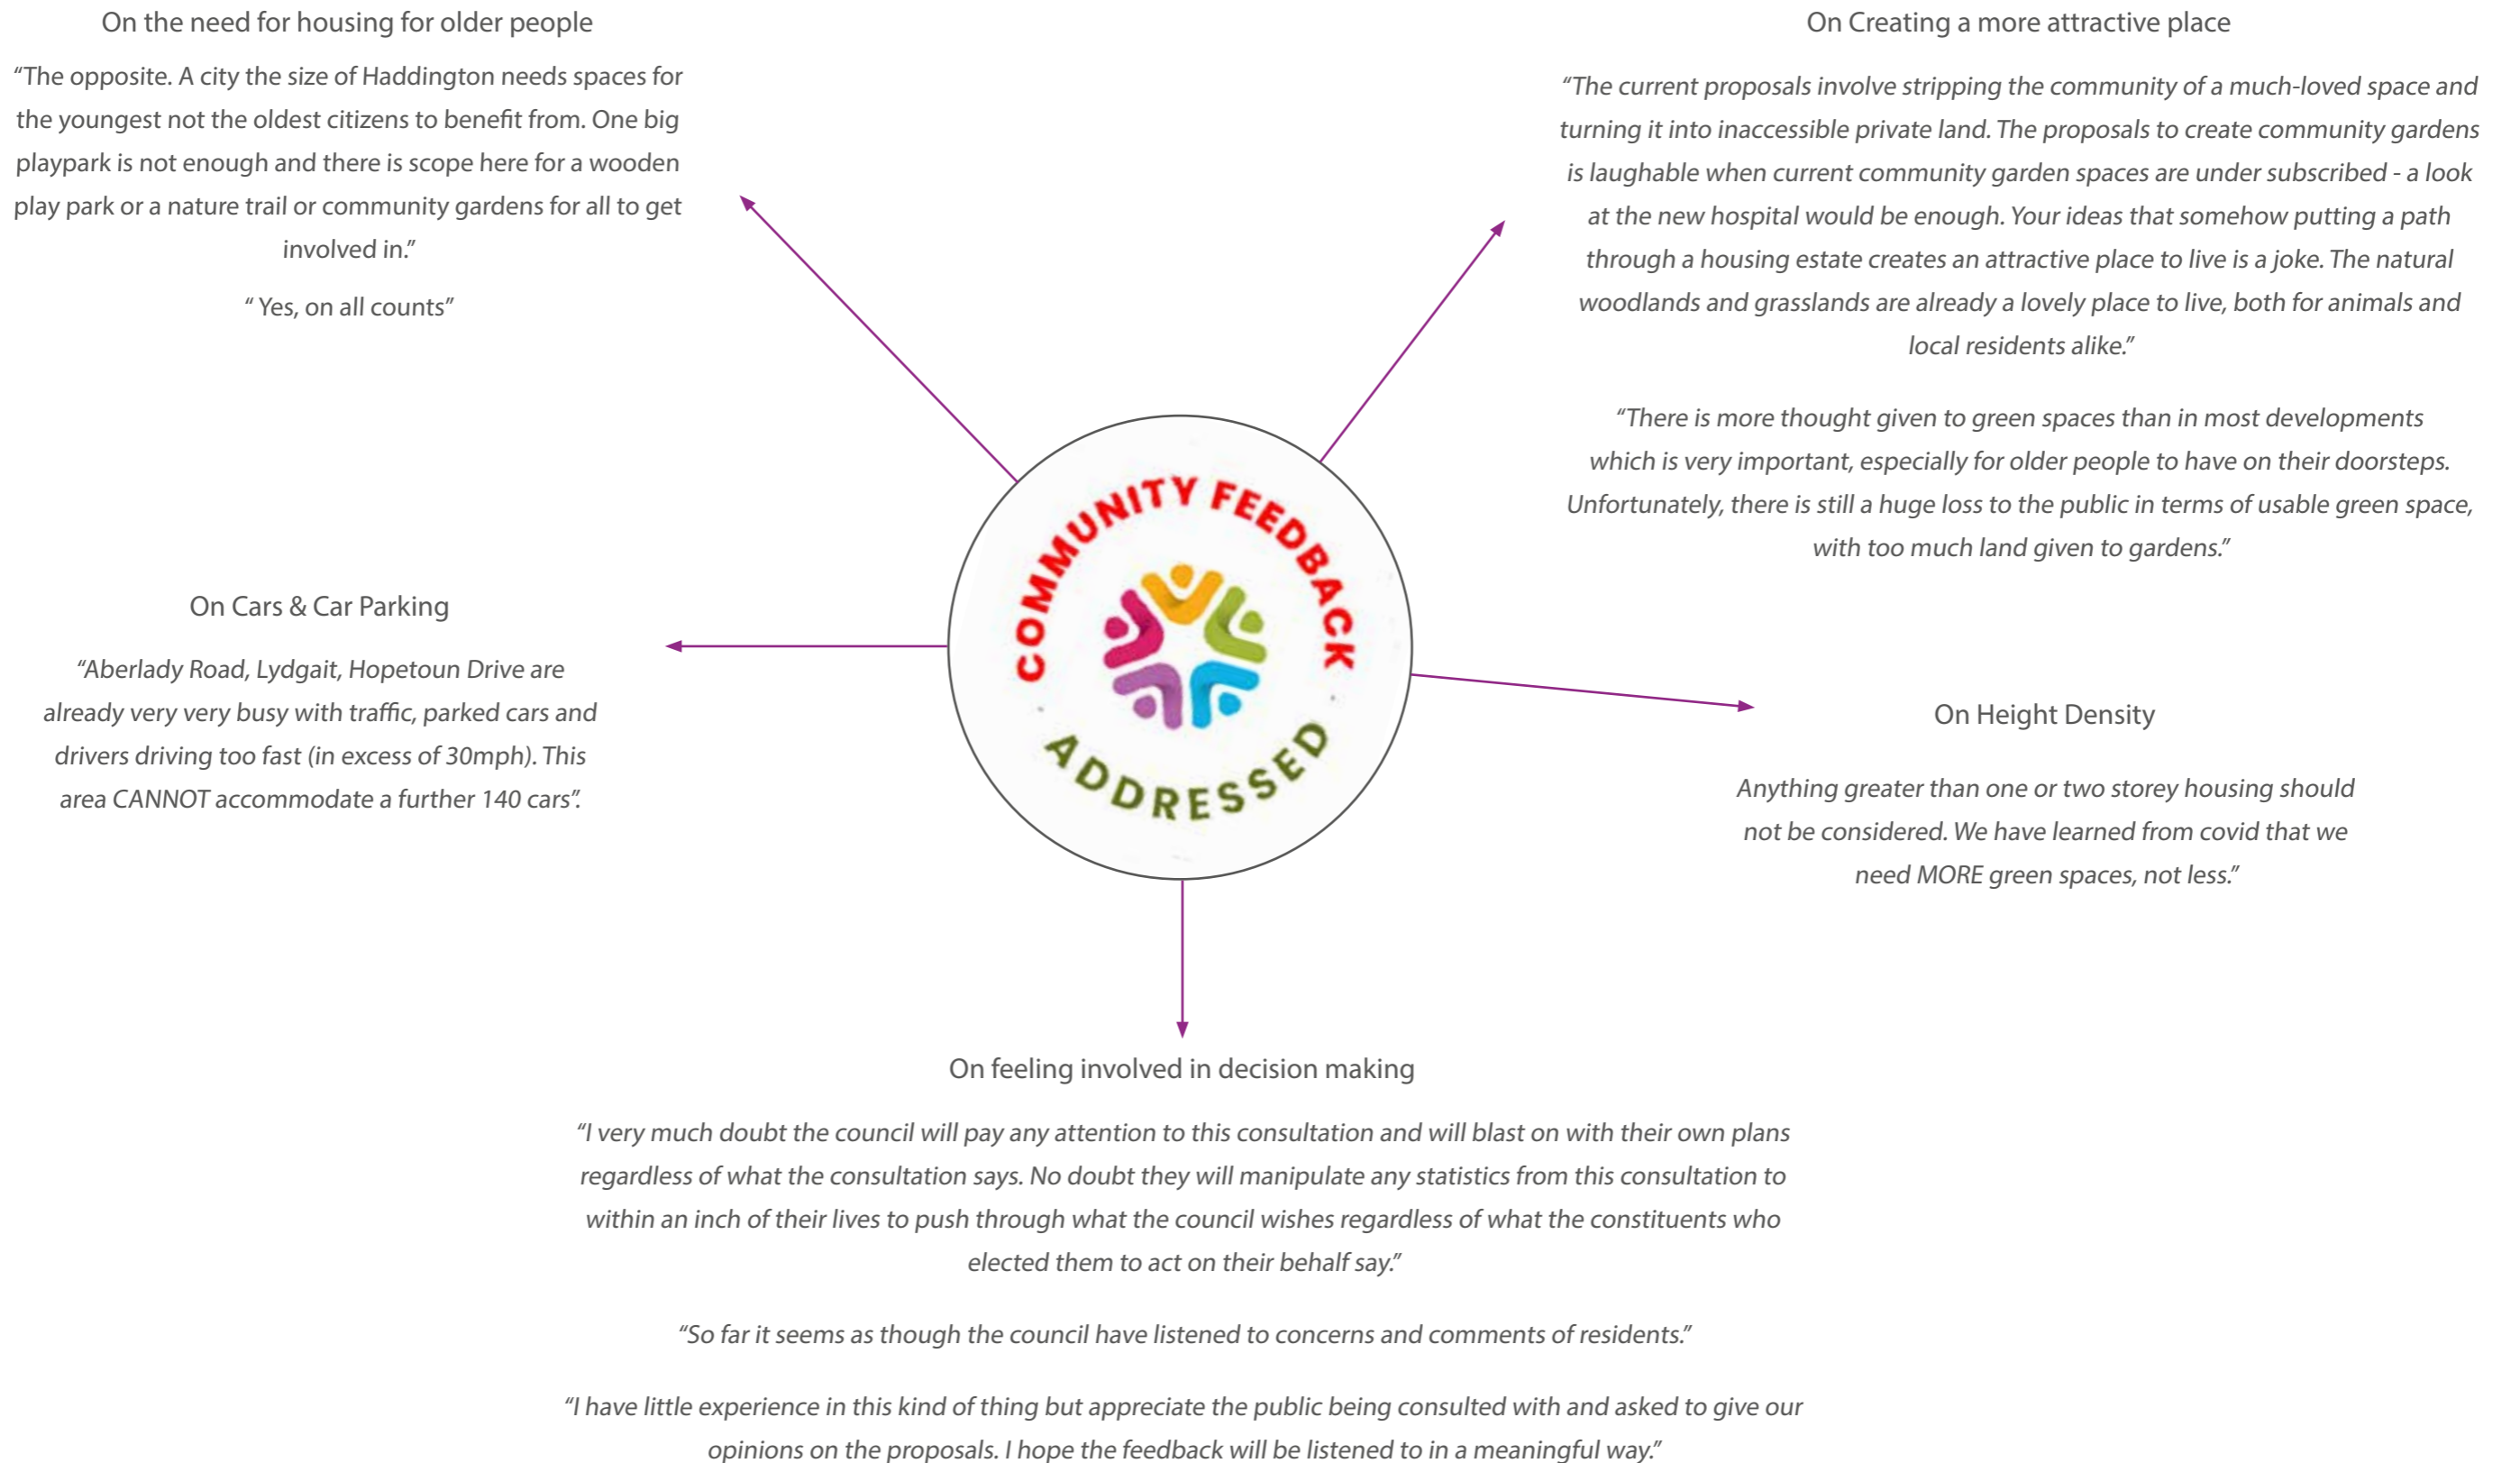 On the need for housing for older people
“The opposite. A city the size of Haddington needs spaces for
the youngest not the oldest citizens to benefit from. One big
playpark is not enough and there is scope here for a wooden
play park or a nature trail or community gardens for all to get
involved in.”
“ Yes, on all counts”
On Creating a more attractive place
“The current proposals involve stripping the community of a much-loved space and
turning it into inaccessible private land. The proposals to create community gardens
is laughable when current community garden spaces are under subscribed - a look
at the new hospital would be enough. Your ideas that somehow putting a path
through a housing estate creates an attractive place to live is a joke. The natural
woodlands and grasslands are already a lovely place to live, both for animals and
local residents alike.”
“There is more thought given to green spaces than in most developments
which is very important, especially for older people to have on their doorsteps.
Unfortunately, there is still a huge loss to the public in terms of usable green space,
with too much land given to gardens.”
COMMUNITY FEEDBACK
ADDRESSED
On Cars & Car Parking
“Aberlady Road, Lydgait, Hopetoun Drive are
already very very busy with traffic, parked cars and
drivers driving too fast (in excess of 30mph). This
area CANNOT accommodate a further 140 cars”.
On Height Density
Anything greater than one or two storey housing should
not be considered. We have learned from covid that we
need MORE green spaces, not less.”
On feeling involved in decision making
“I very much doubt the council will pay any attention to this consultation and will blast on with their own plans
regardless of what the consultation says. No doubt they will manipulate any statistics from this consultation to
within an inch of their lives to push through what the council wishes regardless of what the constituents who
elected them to act on their behalf say.”
“So far it seems as though the council have listened to concerns and comments of residents.”
“I have little experience in this kind of thing but appreciate the public being consulted with and asked to give our
opinions on the proposals. I hope the feedback will be listened to in a meaningful way.”